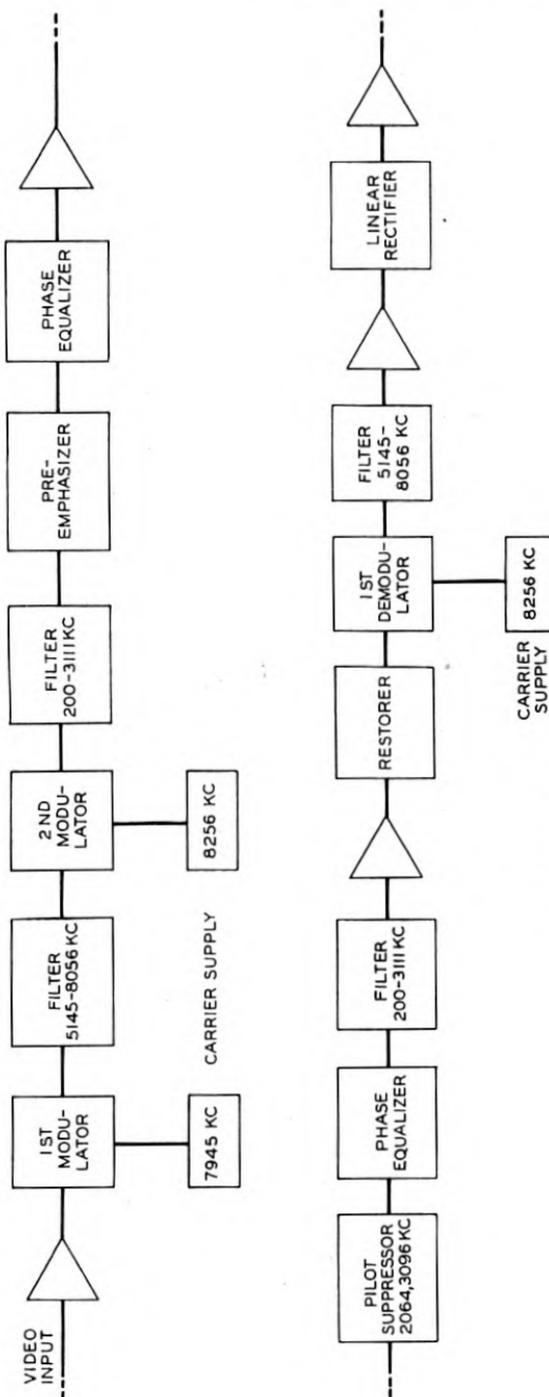 VIDEO
INPUT
1ST
MODU-
LATOR
7945 KC
FILTER
5145-8056 KC
CARRIER SUPPLY
2ND
MODU-
LATOR
8256 KC
FILTER
200-3111 KC
PRE-
EMPHASIZER
PHASE
EQUALIZER
PILOT
SUPPRESSOR
2064,3096 KC
PHASE
EQUALIZER
FILTER
200-3111 KC
RESTORER
1ST
DEMODU-
LATOR
CARRIER
SUPPLY
8256 KC
FILTER
5145-
8056 KC
LINEAR
RECTIFIER